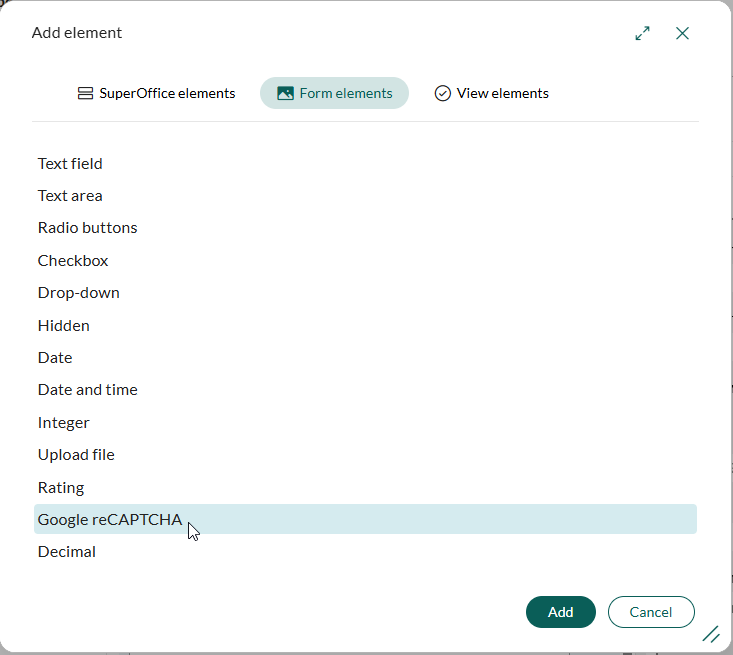 Add element
SuperOffice elements Form elements View elements
Text field
Text area
Radio buttons
Checkbox
Drop-down
Hidden
Date
Date and time
Integer
Upload file
Rating
Google reCAPTCHA
Decimal
Add Cancel